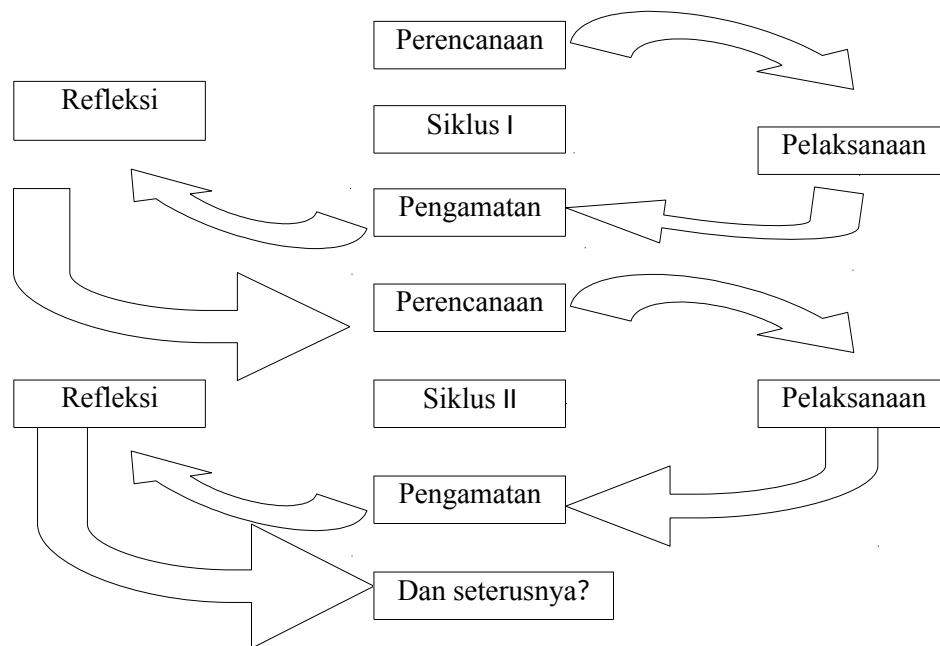 Perencanaan
Refleksi
Siklus I
Pelaksanaan
Pengamatan
Perencanaan
Refleksi
Siklus II
Pelaksanaan
Pengamatan
Dan seterusnya?